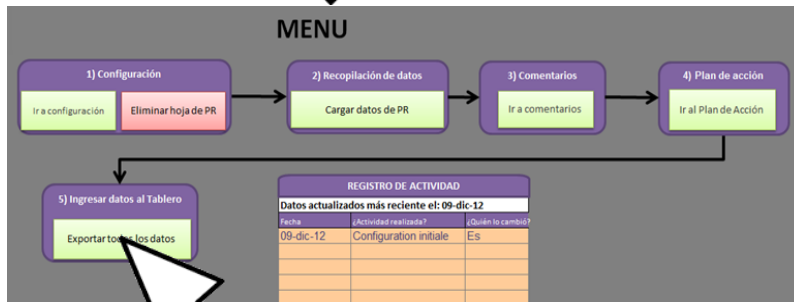 MENU
1) Configuración
Ir a configuración
Eliminar hoja de PR
2) Recopilación de datos
Cargar datos de PR
3) Comentarios
Ir a comentarios
4) Plan de acción
Ir al Plan de Acción
5) Ingresar datos al Tablero
Exportar todos los datos
REGISTRO DE ACTIVIDAD
Datos actualizados más reciente el: 09-dic-12
Fecha ¿Actividad realizada? ¿Quién lo cambió?
09-dic-12 Configuration initiale Es